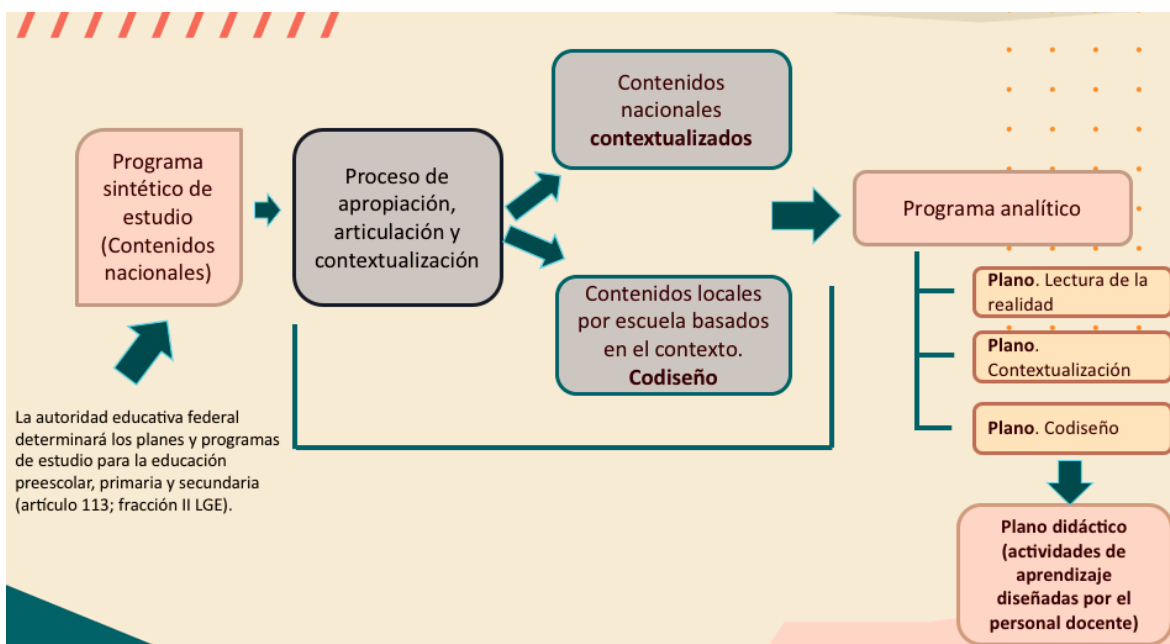 Programa
sintético de
estudio
(Contenidos
nacionales)
La autoridad educativa federal
determinará los planes y programas
de estudio para la educación
preescolar, primaria y secundaria
(artículo 113; fracción II LGE).
Proceso de
apropiación,
articulación y
contextualización
Contenidos
nacionales
contextualizados
Contenidos locales
por escuela basados
en el contexto.
Codiseño
Programa analítico
Plano. Lectura de la
realidad
Plano.
Contextualización
Plano. Codiseño
Plano didáctico
(actividades de
aprendizaje
diseñadas por el
personal docente)